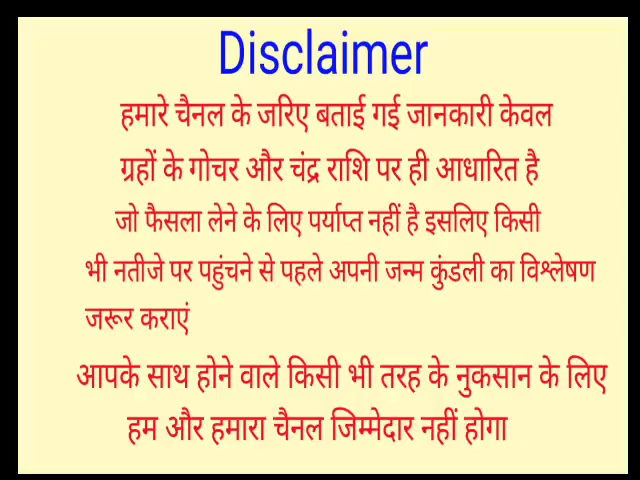 Disclaimer
हमारे चैनल के जरिए बताई गई जानकारी केवल
ग्रहों के गोचर और चंद्र राशि पर ही आधारित है
जो फैसला लेने के लिए पर्याप्त नहीं है इसलिए किसी
भी नतीजे पर पहुंचने से पहले अपनी जन्म कुंडली का विश्लेषण
जरूर कराएं
आपके साथ होने वाले किसी भी तरह के नुकसान के लिए
हम और हमारा चैनल जिम्मेदार नहीं होगा